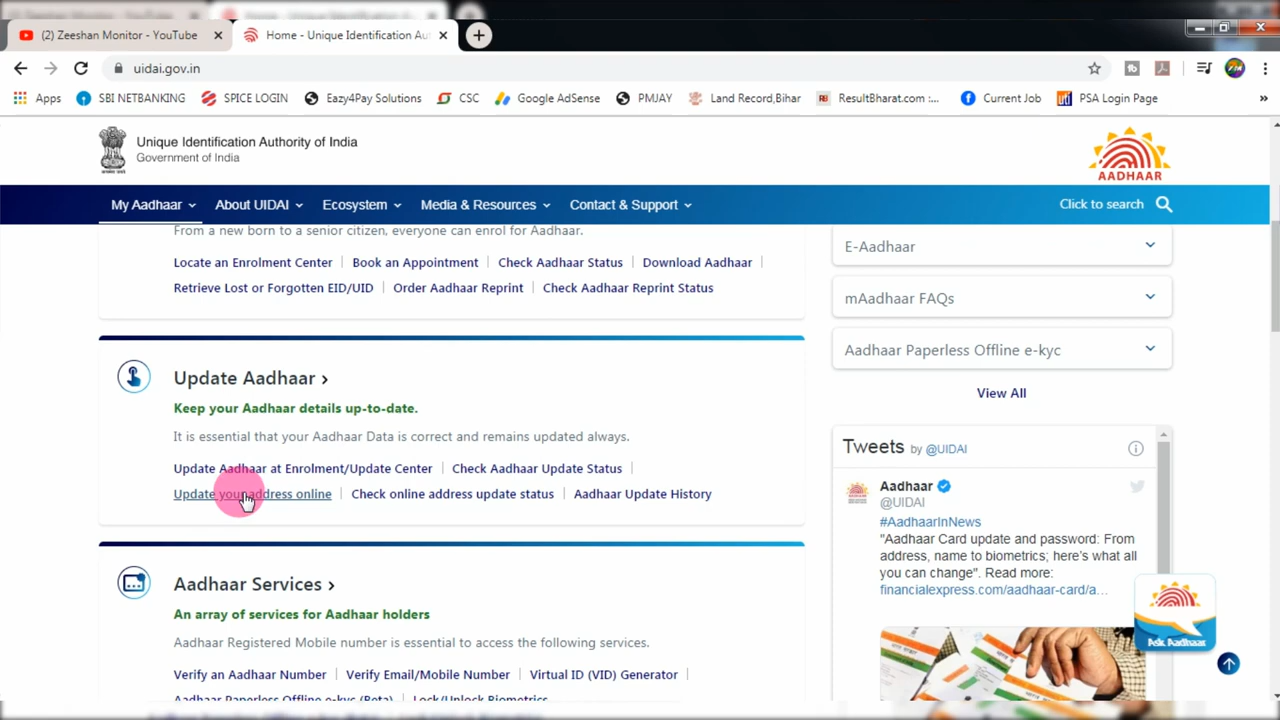 (2) Zeeshan Monitor - YouTube
Home - Unique Identification Au
uidai.gov.in
Apps
SBI NETBANKING
SPICE LOGIN
Eazy4Pay Solutions
CSC
Google AdSense
PMJAY
Land Record,Bihar
ResultBharat.com :...
Current Job
PSA Login Page
»
Unique Identification Authority of India
Government of India
AADHAAR
My Aadhaar
About UIDAI
Ecosystem
Media & Resources
Contact & Support
Click to search
From a new born to a senior citizen, everyone can enrol for Aadhaar.
Locate an Enrolment Center | Book an Appointment | Check Aadhaar Status | Download Aadhaar |
Retrieve Lost or Forgotten EID/UID | Order Aadhaar Reprint | Check Aadhaar Reprint Status
Update Aadhaar ›
Keep your Aadhaar details up-to-date.
It is essential that your Aadhaar Data is correct and remains updated always.
Update Aadhaar at Enrolment/Update Center | Check Aadhaar Update Status |
Update your address online | Check online address update status | Aadhaar Update History
Aadhaar Services ›
An array of services for Aadhaar holders
Aadhaar Registered Mobile number is essential to access the following services.
Verify an Aadhaar Number | Verify Email/Mobile Number | Virtual ID (VID) Generator |
Aadhaar Paperless Offline e-kyc (Beta) | Lock/Unlock Biometrics
E-Aadhaar
mAadhaar FAQs
Aadhaar Paperless Offline e-kyc
View All
Tweets by @UIDAI
Aadhaar
@UIDAI
#AadhaarInNews
"Aadhaar Card update and password: From
address, name to biometrics; here's what all
you can change". Read more:
financialexpress.com/aadhaar-card/a…
Ask Aadhaar